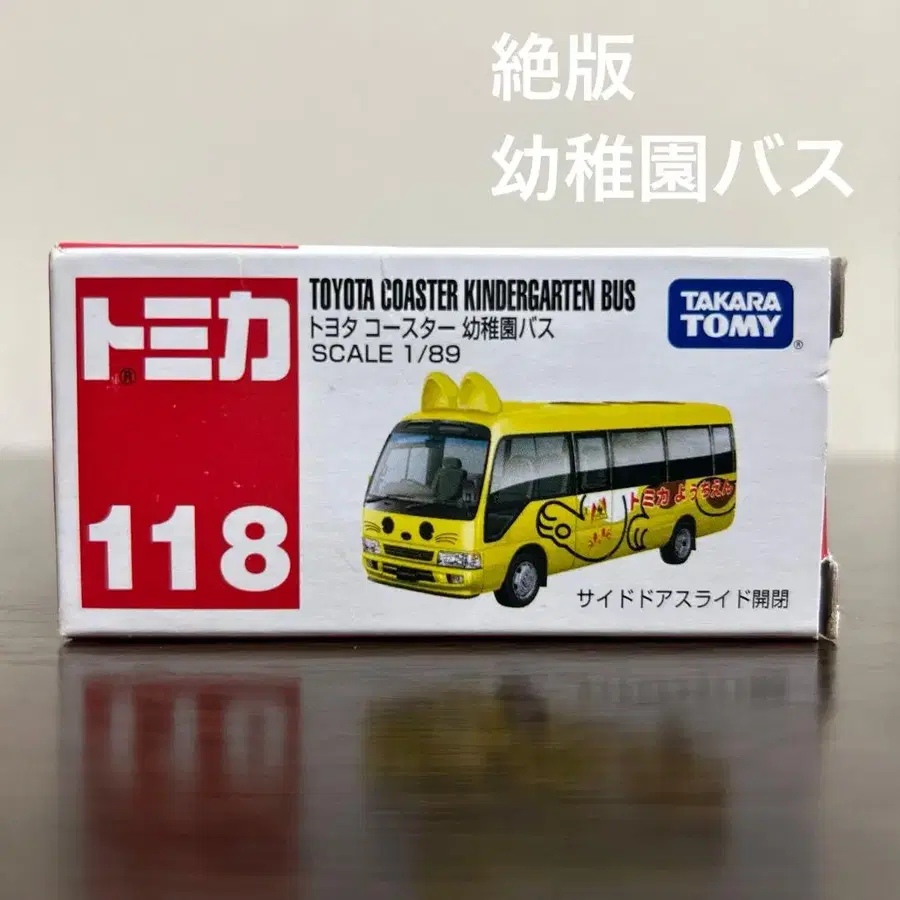 絶版
幼稚園バス
トミカ®
118
TOYOTA COASTER KINDERGARTEN BUS
トヨタ コースター 幼稚園バス
SCALE 1/89
TAKARA
TOMY®
トミカ ようちえん
サイドドアスライド開閉